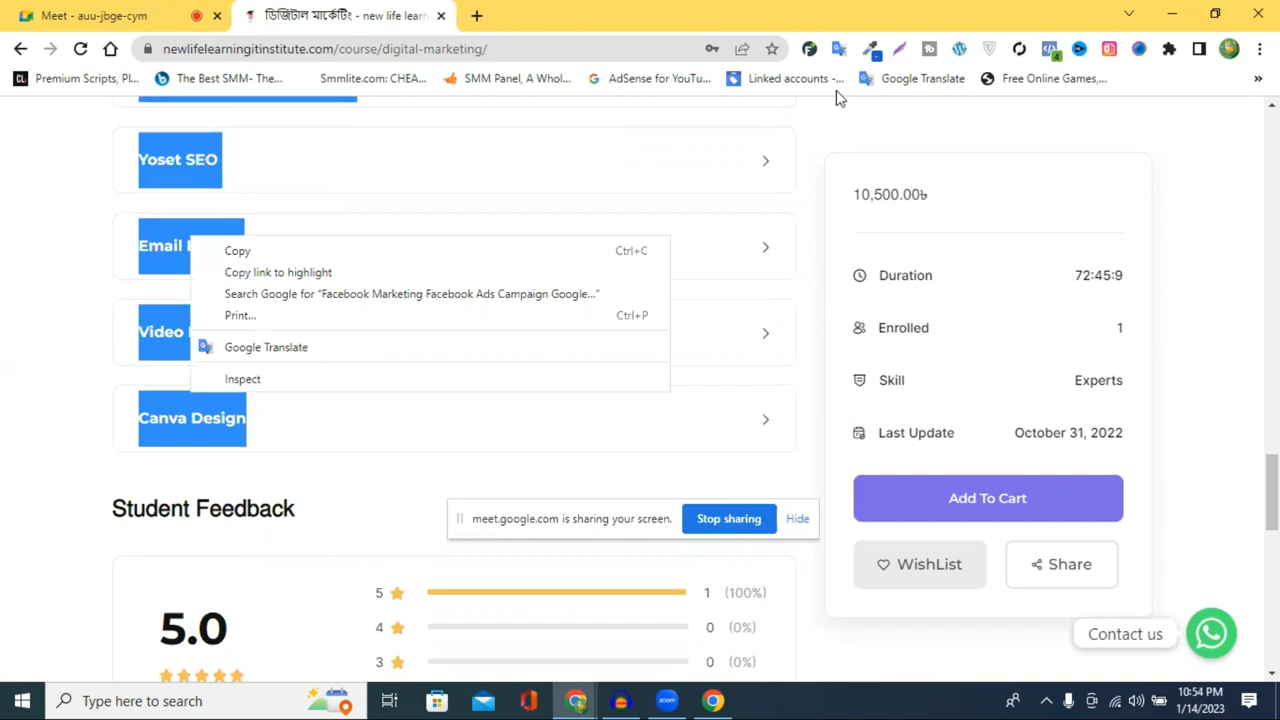 Meet - auu-jbge-cym
ডিজিটাল মার্কেটিং - new life learn
newlifelearningitinstitute.com/course/digital-marketing/
Premium Scripts, Pl...
The Best SMM- The...
Smmlite.com: CHEA...
SMM Panel, A Whol...
AdSense for YouTu...
Linked accounts -...
Google Translate
Free Online Games,...
»
Yoset SEO
Email
Video
Canva Design
Copy Ctrl+C
Copy link to highlight
Search Google for “Facebook Marketing Facebook Ads Campaign Google...”
Print... Ctrl+P
Google Translate
Inspect
10,500.00৳
Duration 72:45:9
Enrolled 1
Skill Experts
Last Update October 31, 2022
Add To Cart
WishList
Share
Student Feedback
meet.google.com is sharing your screen.
Stop sharing
Hide
5.0
5 1 (100%)
4 0 (0%)
3 0 (0%)
Contact us
Type here to search
10:54 PM
1/14/2023